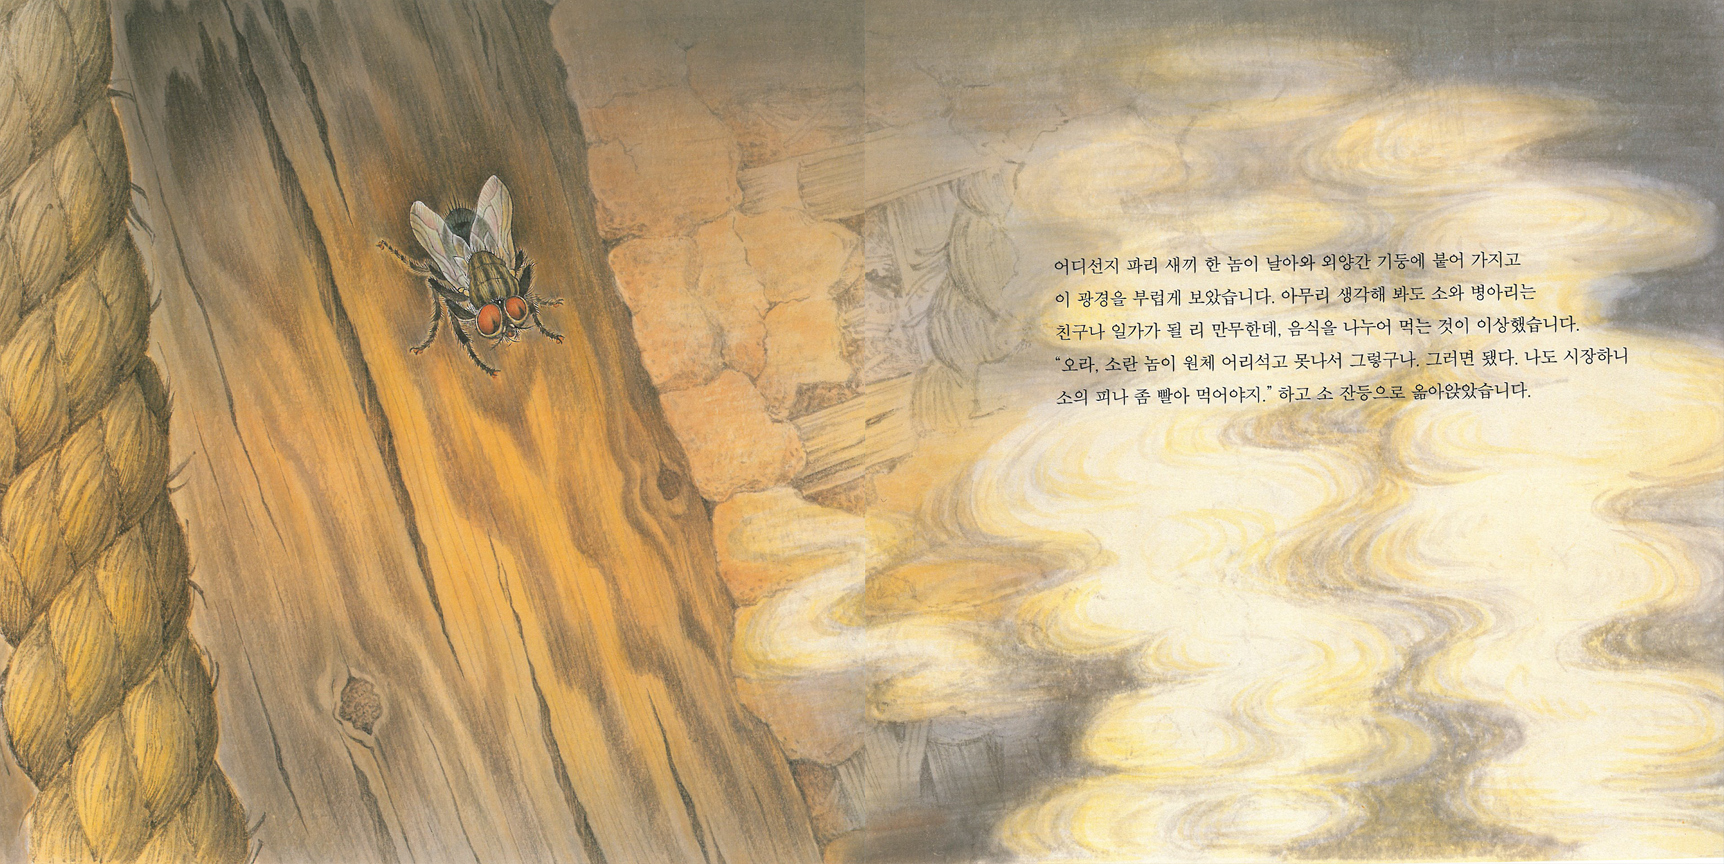 어디선지 파리 새끼 한 놈이 날아와 외양간 기둥에 붙어 가지고
이 광경을 부럽게 보았습니다. 아무리 생각해 봐도 소와 병아리는
친구나 일가가 될 리 만무한데, 음식을 나누어 먹는 것이 이상했습니다.
“오라, 소란 놈이 원체 어리석고 못나서 그렇구나. 그러면 됐다. 나도 시장하니
소의 피나 좀 빨아 먹어야지.” 하고 소 잔등으로 옮아앉았습니다.